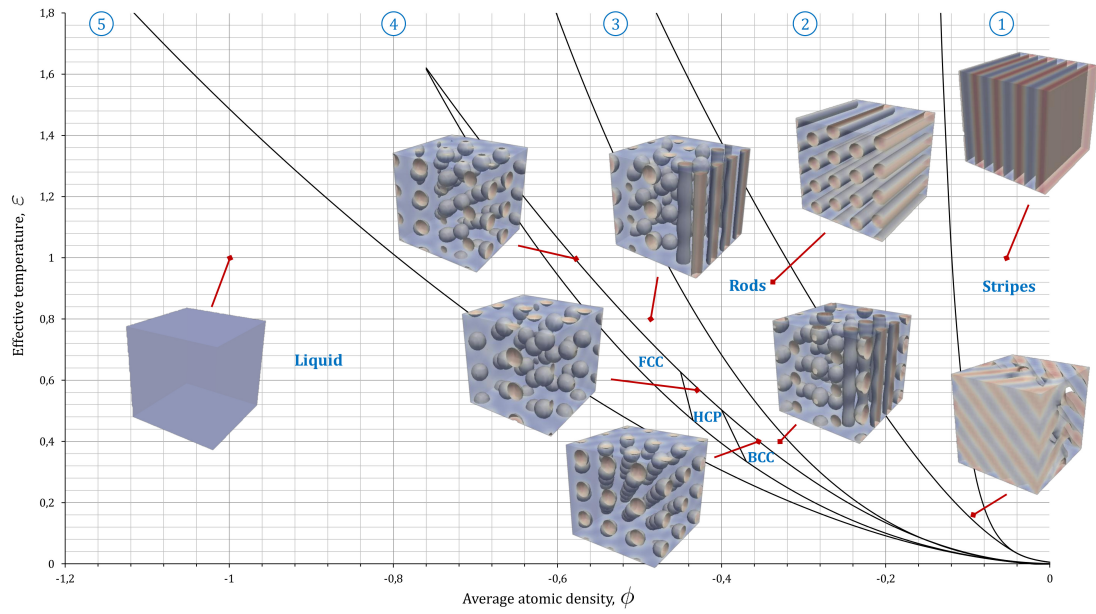 5
4
3
2
1
1,8
1,6
1,4
1,2
1
0,8
0,6
0,4
0,2
0
Effective temperature, ε
Rods
Stripes
Liquid
FCC
HCP
BCC
-1,2
-1
-0,8
-0,6
-0,4
-0,2
0
Average atomic density, ϕ